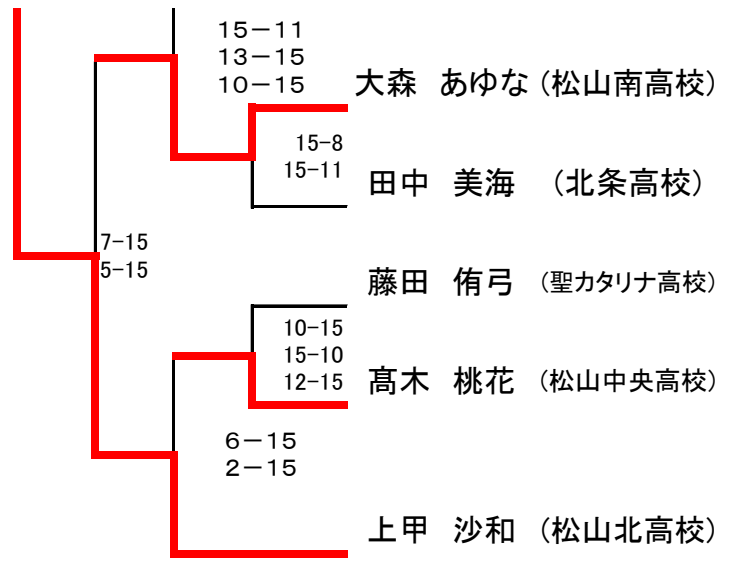 15－11
13－15
10－15
大森　あゆな（松山南高校）
15-8
15-11
田中　美海　（北条高校）
7-15
5-15
藤田　侑弓　（聖カタリナ高校）
10-15
15-10
12-15
髙木　桃花　（松山中央高校）
6－15
2－15
上甲　沙和　（松山北高校）